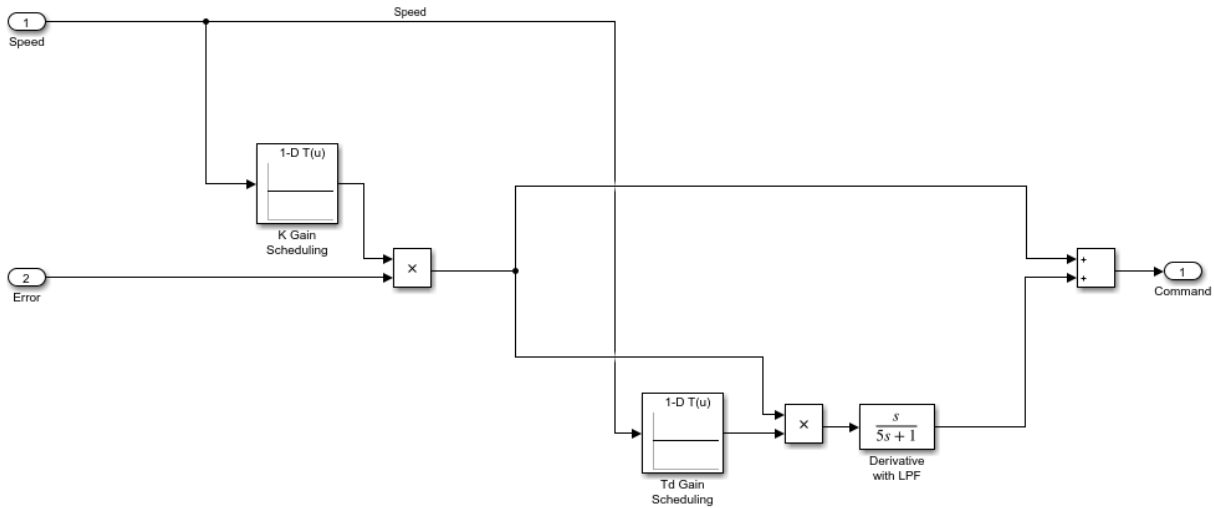 Speed
1
Speed
1-D T(u)
K Gain
Scheduling
×
2
Error
+
+
1
Command
1-D T(u)
Td Gain
Scheduling
×
s
5s + 1
Derivative
with LPF